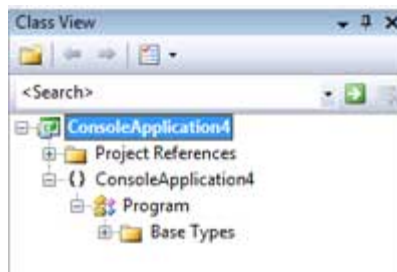 Class View
<Search>
ConsoleApplication4
Project References
{} ConsoleApplication4
Program
Base Types